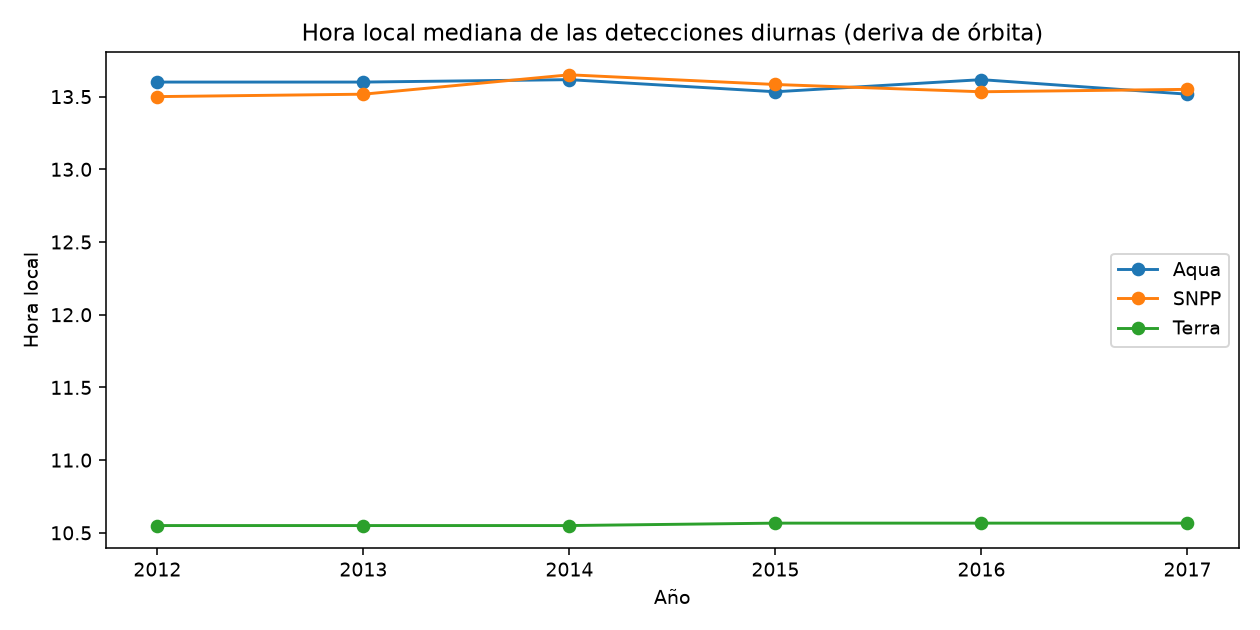 Hora local mediana de las detecciones diurnas (deriva de órbita)
Hora local
13.5
13.0
12.5
12.0
11.5
11.0
10.5
Aqua
SNPP
Terra
2012 2013 2014 2015 2016 2017
Año